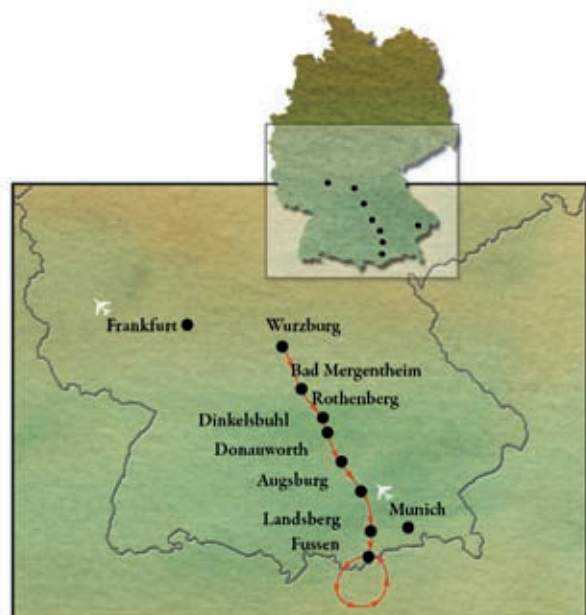 Frankfurt
Wurzburg
Bad Mergentheim
Rothenberg
Dinkelsbuhl
Donauworth
Augsburg
Munich
Landsberg
Fussen